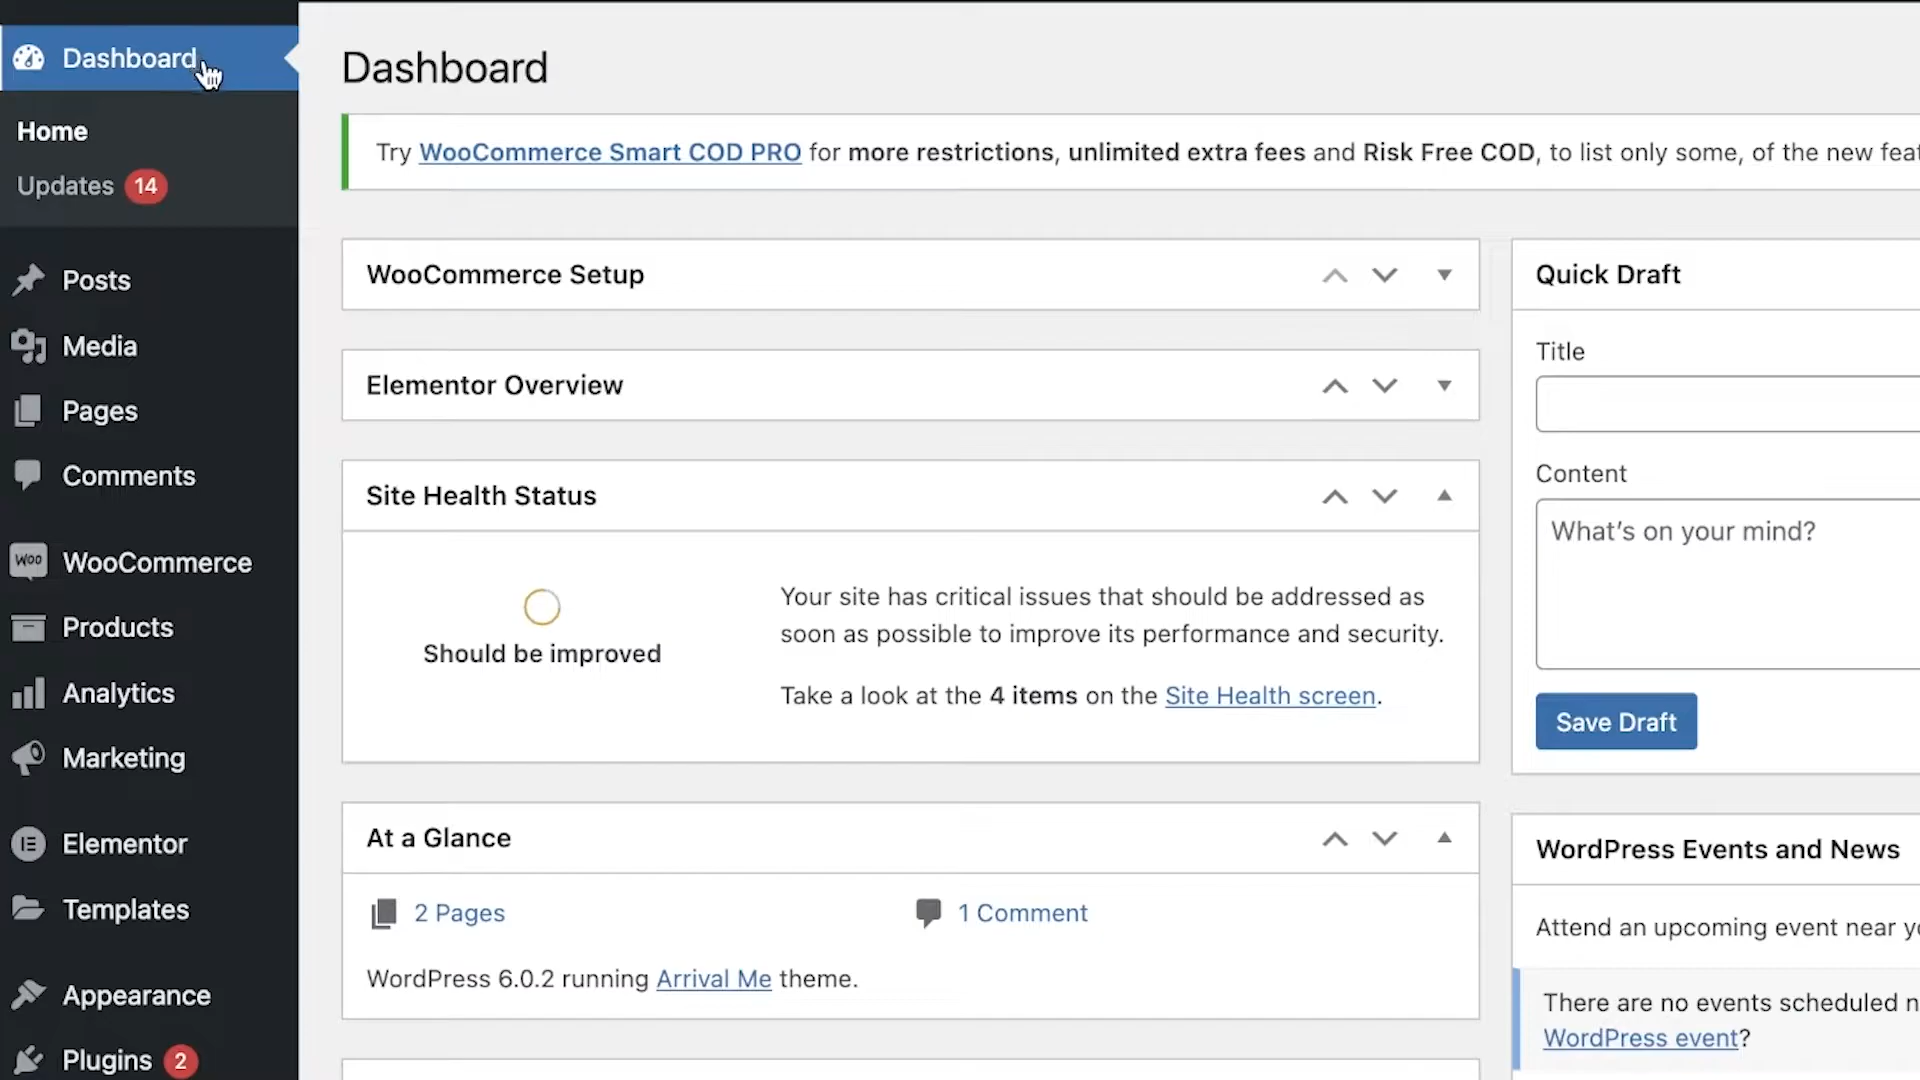 Dashboard
Home
Updates 14
Posts
Media
Pages
Comments
Woo WooCommerce
Products
Analytics
Marketing
Elementor
Templates
Appearance
Plugins 2
Dashboard
Try WooCommerce Smart COD PRO for more restrictions, unlimited extra fees and Risk Free COD, to list only some, of the new feat
WooCommerce Setup
Elementor Overview
Site Health Status
Should be improved
Your site has critical issues that should be addressed as
soon as possible to improve its performance and security.
Take a look at the 4 items on the Site Health screen.
At a Glance
2 Pages
1 Comment
WordPress 6.0.2 running Arrival Me theme.
Quick Draft
Title
Content
What's on your mind?
Save Draft
WordPress Events and News
Attend an upcoming event near yo
There are no events scheduled n
WordPress event?